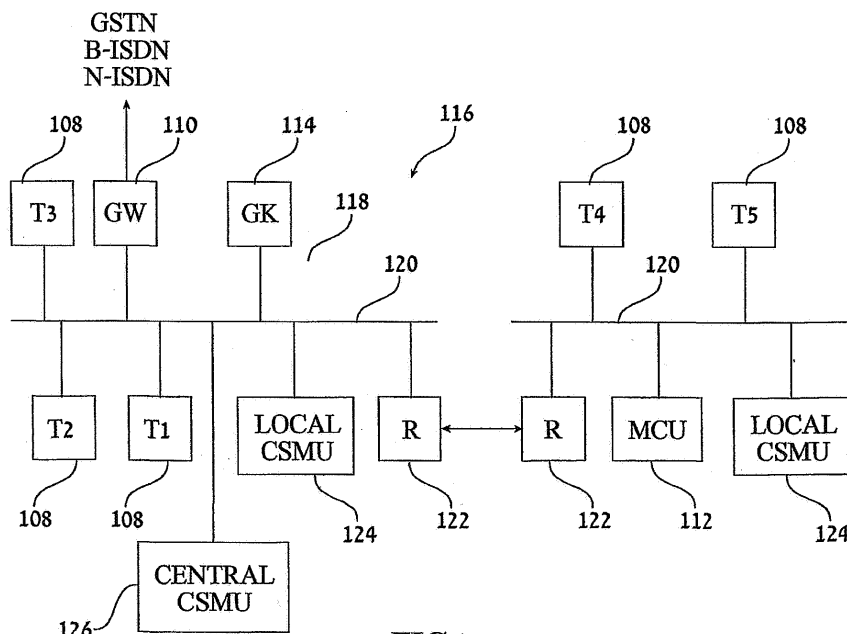 GSTN
B-ISDN
N-ISDN
108
110
114
116
108
108
T3
GW
GK
118
T4
T5
120
120
T2
T1
LOCAL
CSMU
R
R
MCU
LOCAL
CSMU
108
108
124
122
122
112
124
CENTRAL
CSMU
126